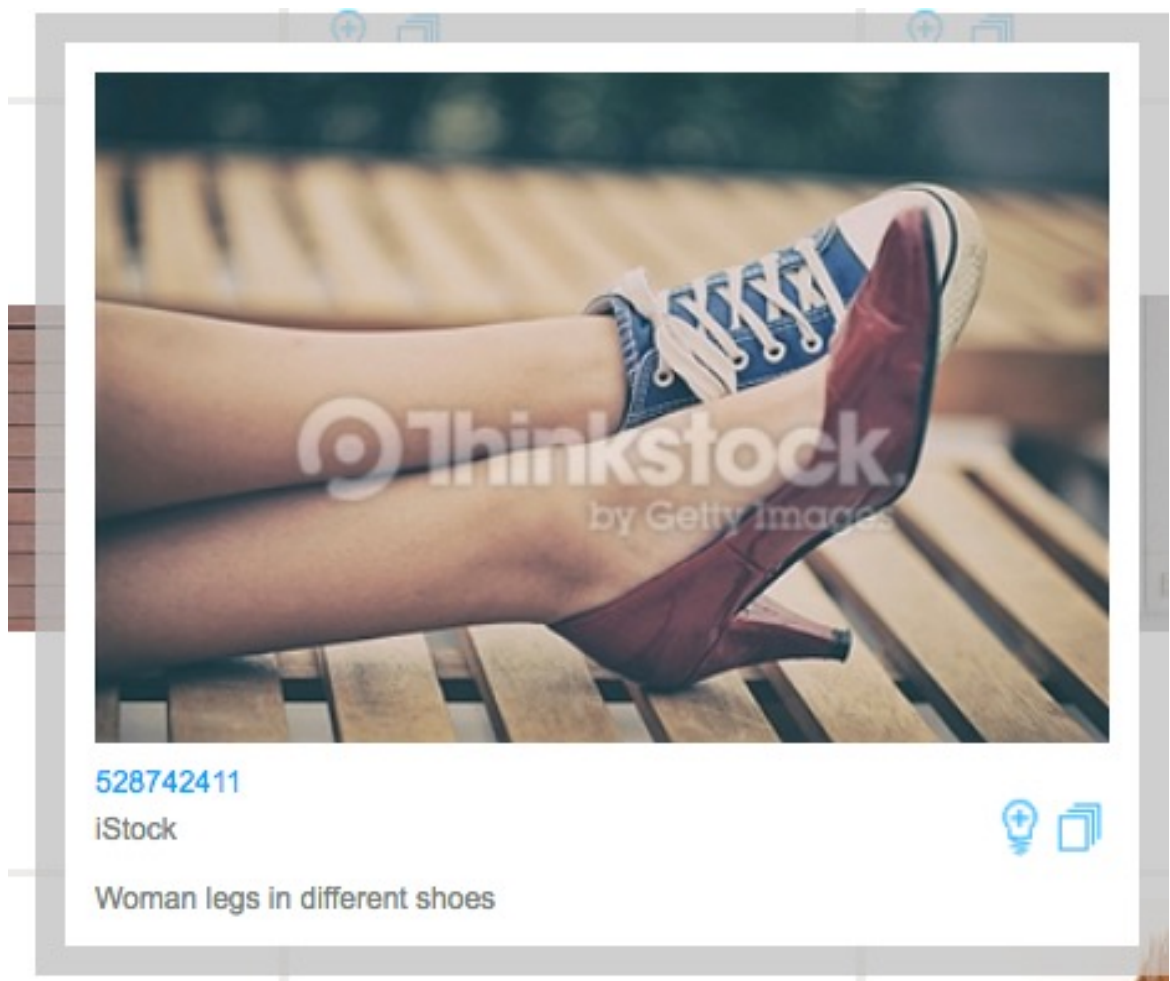 Thinkstock.
by Getty Images
528742411
iStock
Woman legs in different shoes